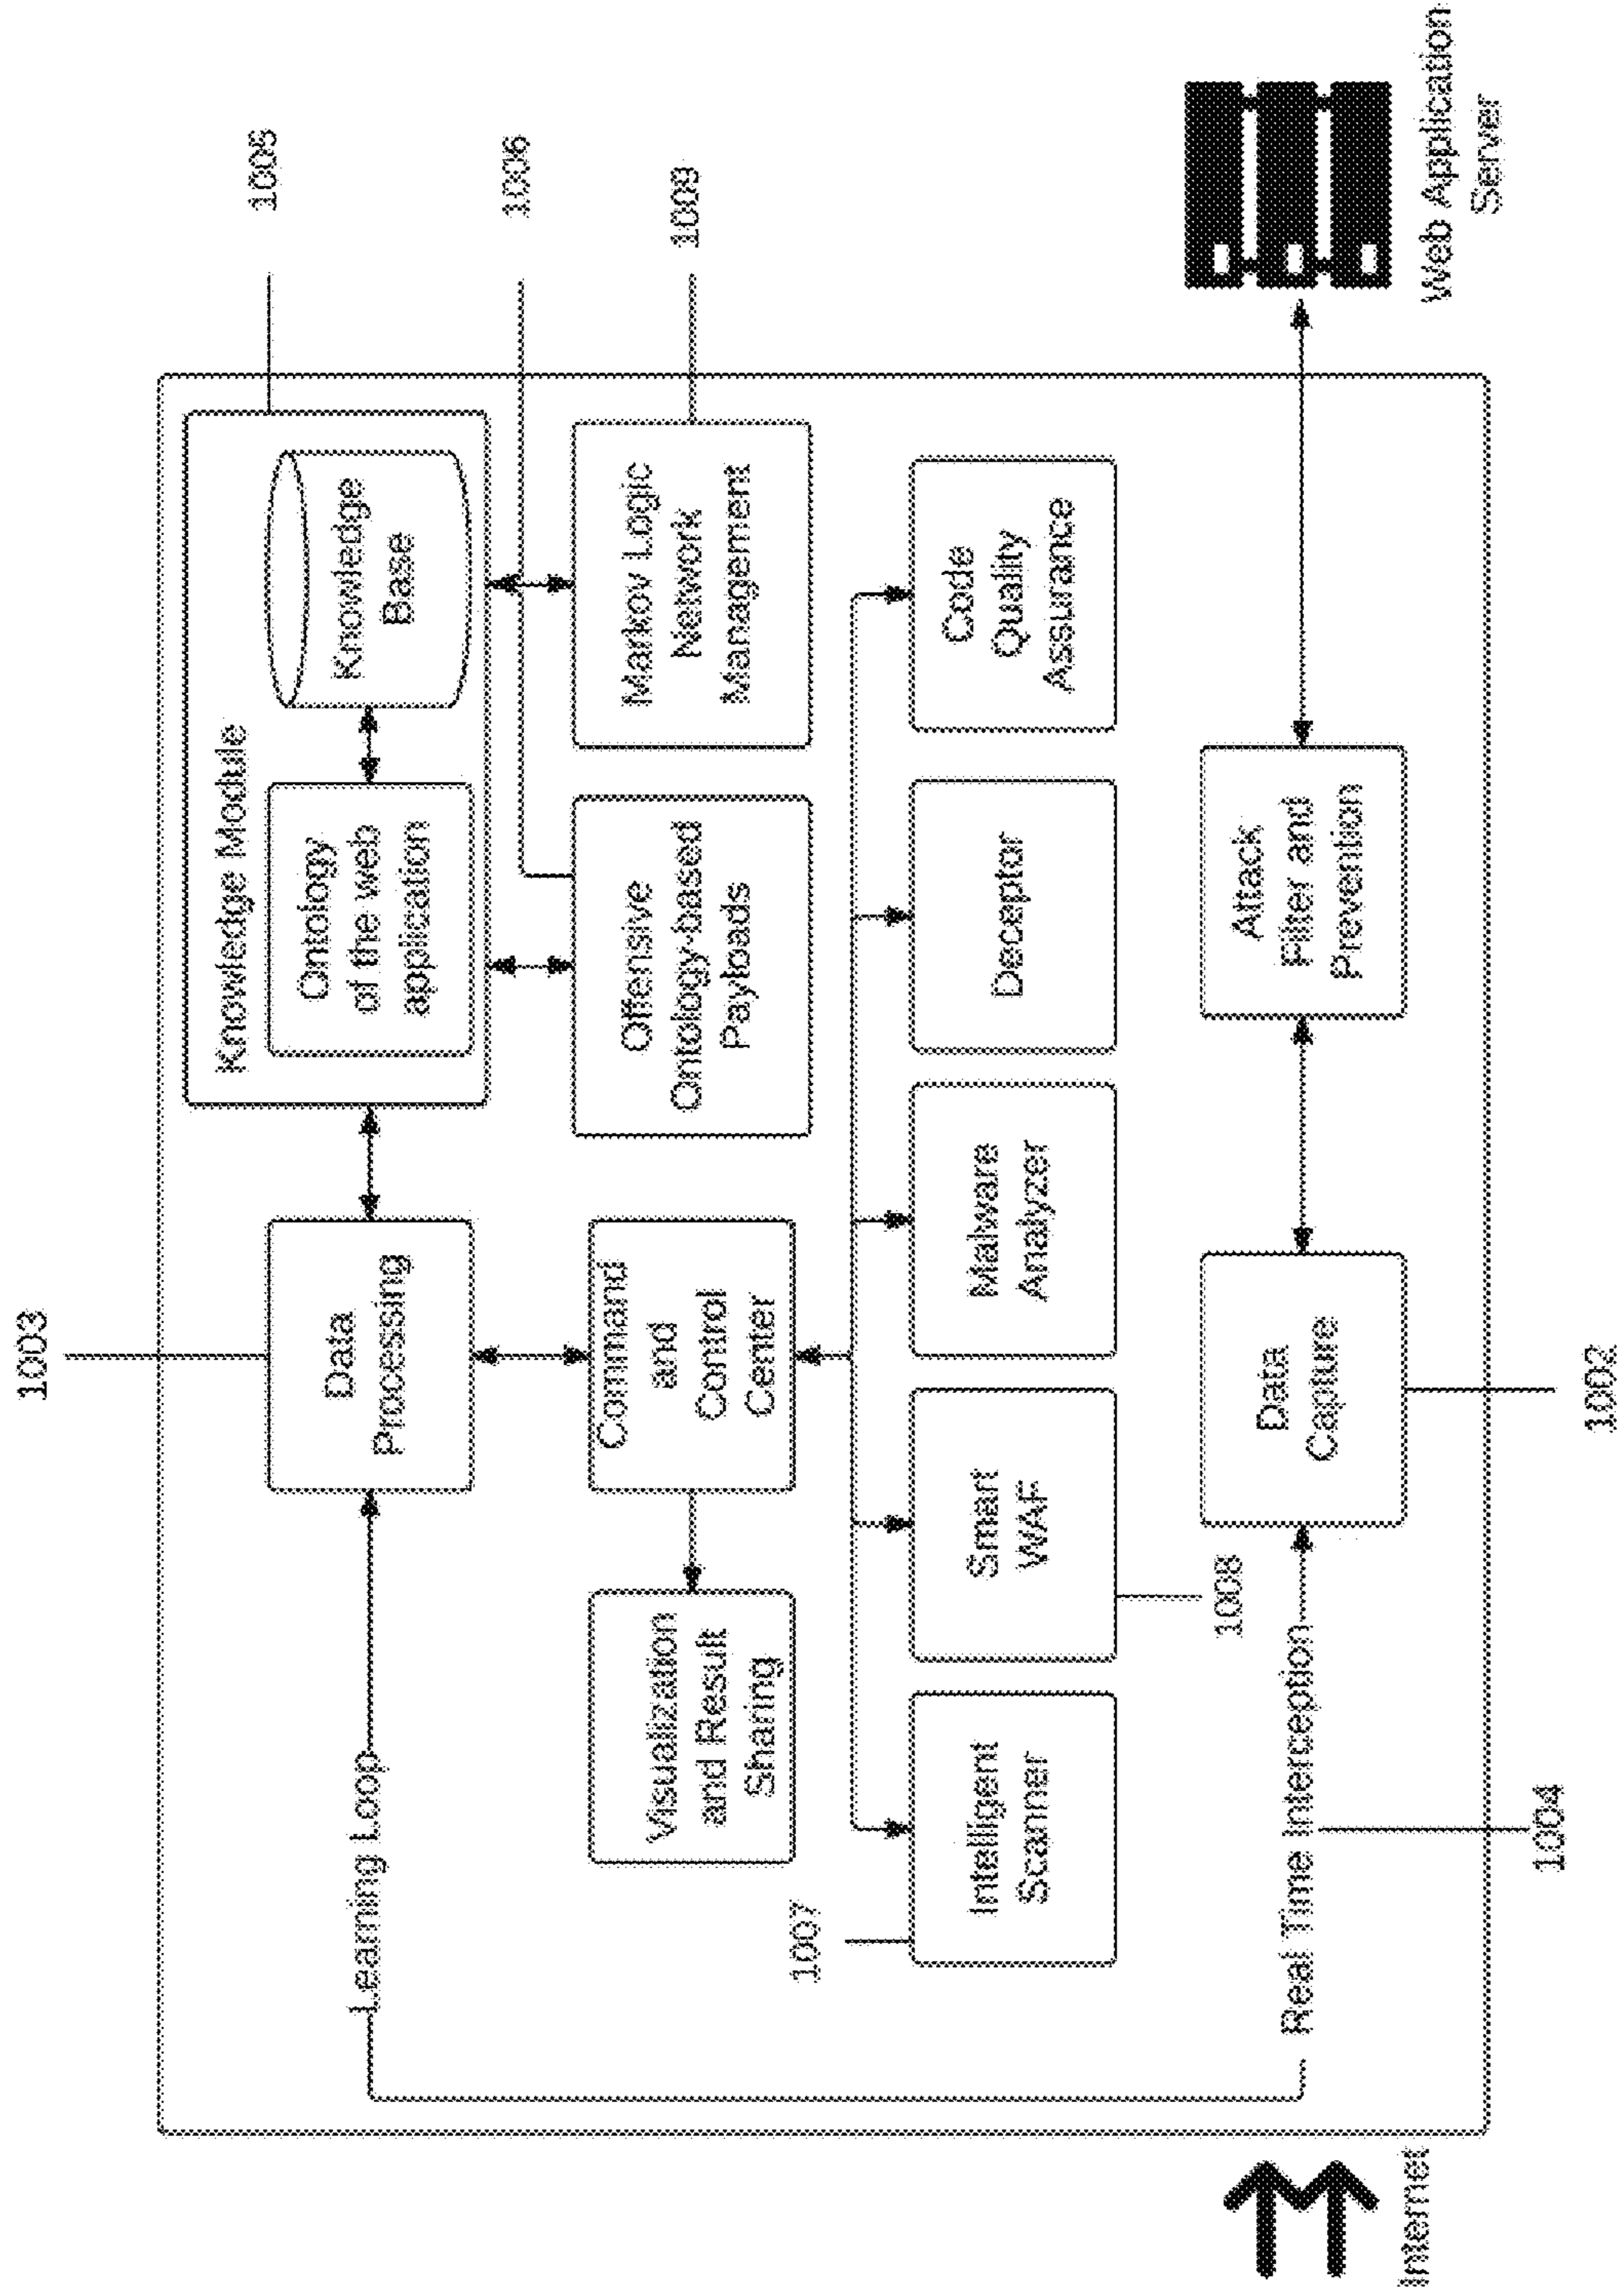 1003
1005
1006
1009
Knowledge Module
Data
Processing
Ontology
of the web
application
Knowledge
Base
Learning Loop
Visualization
and Result
Sharing
Command
and
Control
Center
Offensive
Ontology-based
Payloads
Markov Logic
Network
Management
1007
Intelligent
Scanner
Smart
WAF
Malware
Analyzer
Deceptor
Code
Quality
Assurance
1008
Real Time Interception
Data
Capture
Attack
Filter and
Prevention
Internet
Web Application
Server
1004
1002